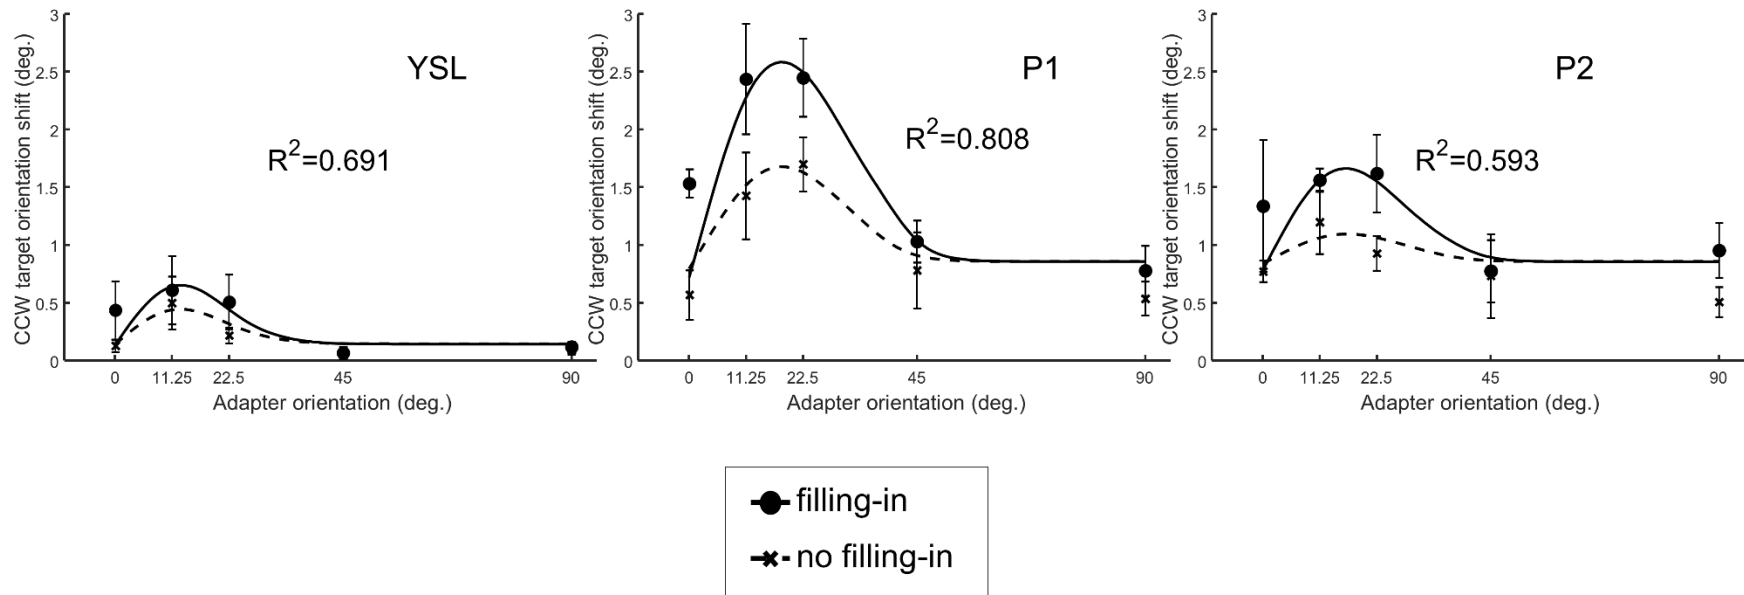 YSL
R²=0.691
CCW target orientation shift (deg.)
3
2.5
2
1.5
1
0.5
0
0 11.25 22.5 45 90
Adapter orientation (deg.)
P1
R²=0.808
CCW target orientation shift (deg.)
3
2.5
2
1.5
1
0.5
0
0 11.25 22.5 45 90
Adapter orientation (deg.)
P2
R²=0.593
CCW target orientation shift (deg.)
3
2.5
2
1.5
1
0.5
0
0 11.25 22.5 45 90
Adapter orientation (deg.)
filling-in
no filling-in